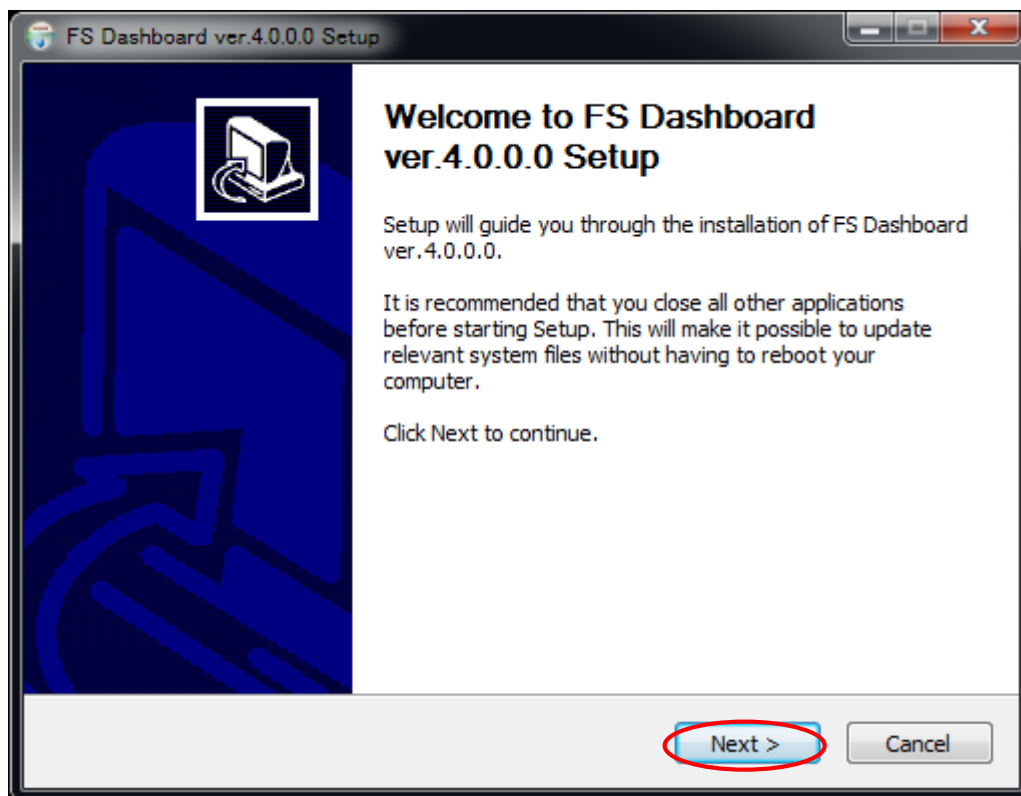 FS Dashboard ver.4.0.0.0 Setup
Welcome to FS Dashboard
ver.4.0.0.0 Setup
Setup will guide you through the installation of FS Dashboard
ver.4.0.0.0.
It is recommended that you close all other applications
before starting Setup. This will make it possible to update
relevant system files without having to reboot your
computer.
Click Next to continue.
Next >
Cancel